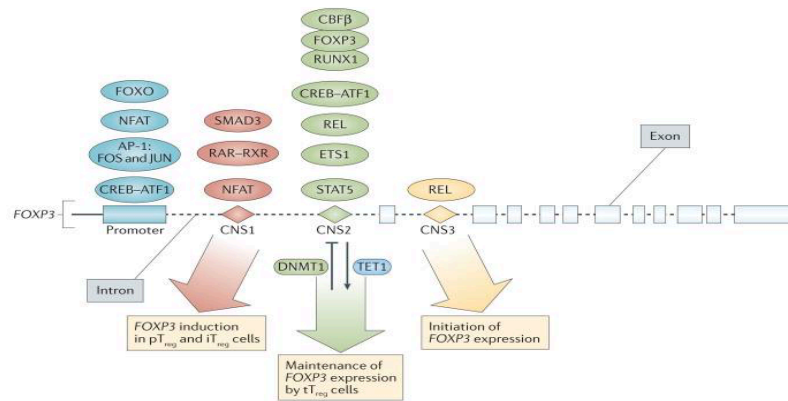 CBFβ
FOXP3
RUNX1
FOXO
CREB–ATF1
NFAT
SMAD3
REL
AP-1:
FOS and JUN
RAR–RXR
ETS1
Exon
CREB–ATF1
NFAT
STAT5
REL
FOXP3
Promoter
CNS1
CNS2
CNS3
DNMT1
TET1
Intron
FOXP3 induction
in pTreg and iTreg cells
Initiation of
FOXP3 expression
Maintenance of
FOXP3 expression
by tTreg cells